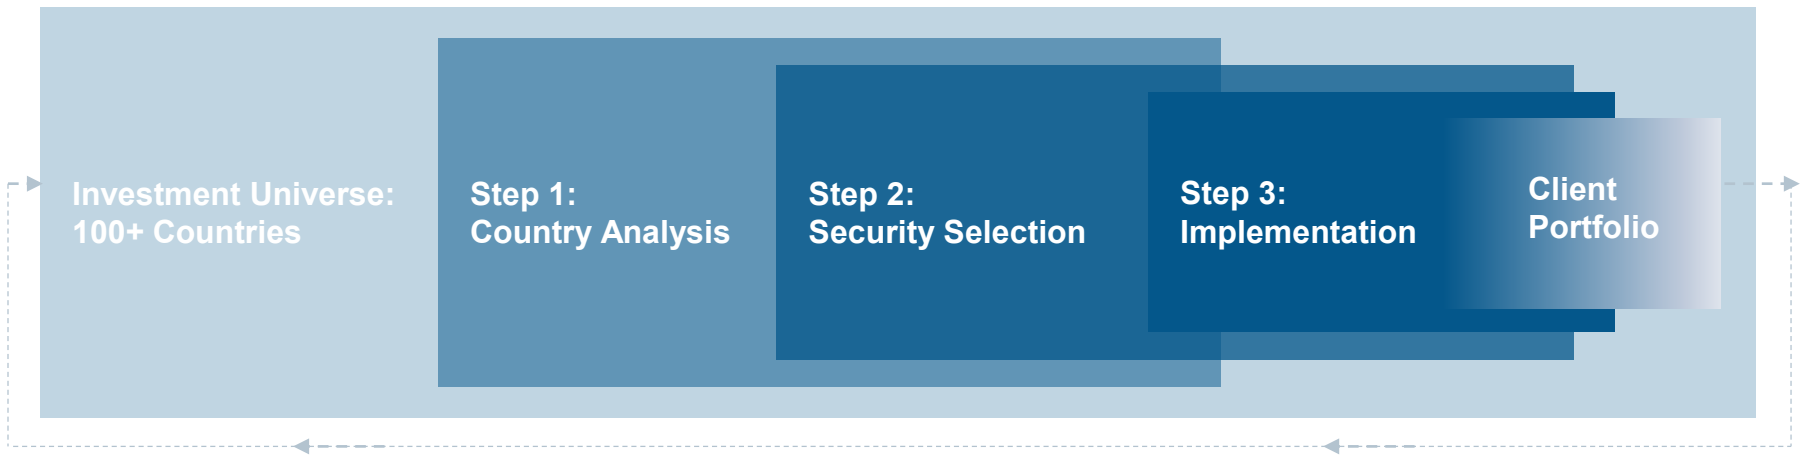 Investment Universe:
100+ Countries
Step 1:
Country Analysis
Step 2:
Security Selection
Step 3:
Implementation
Client
Portfolio